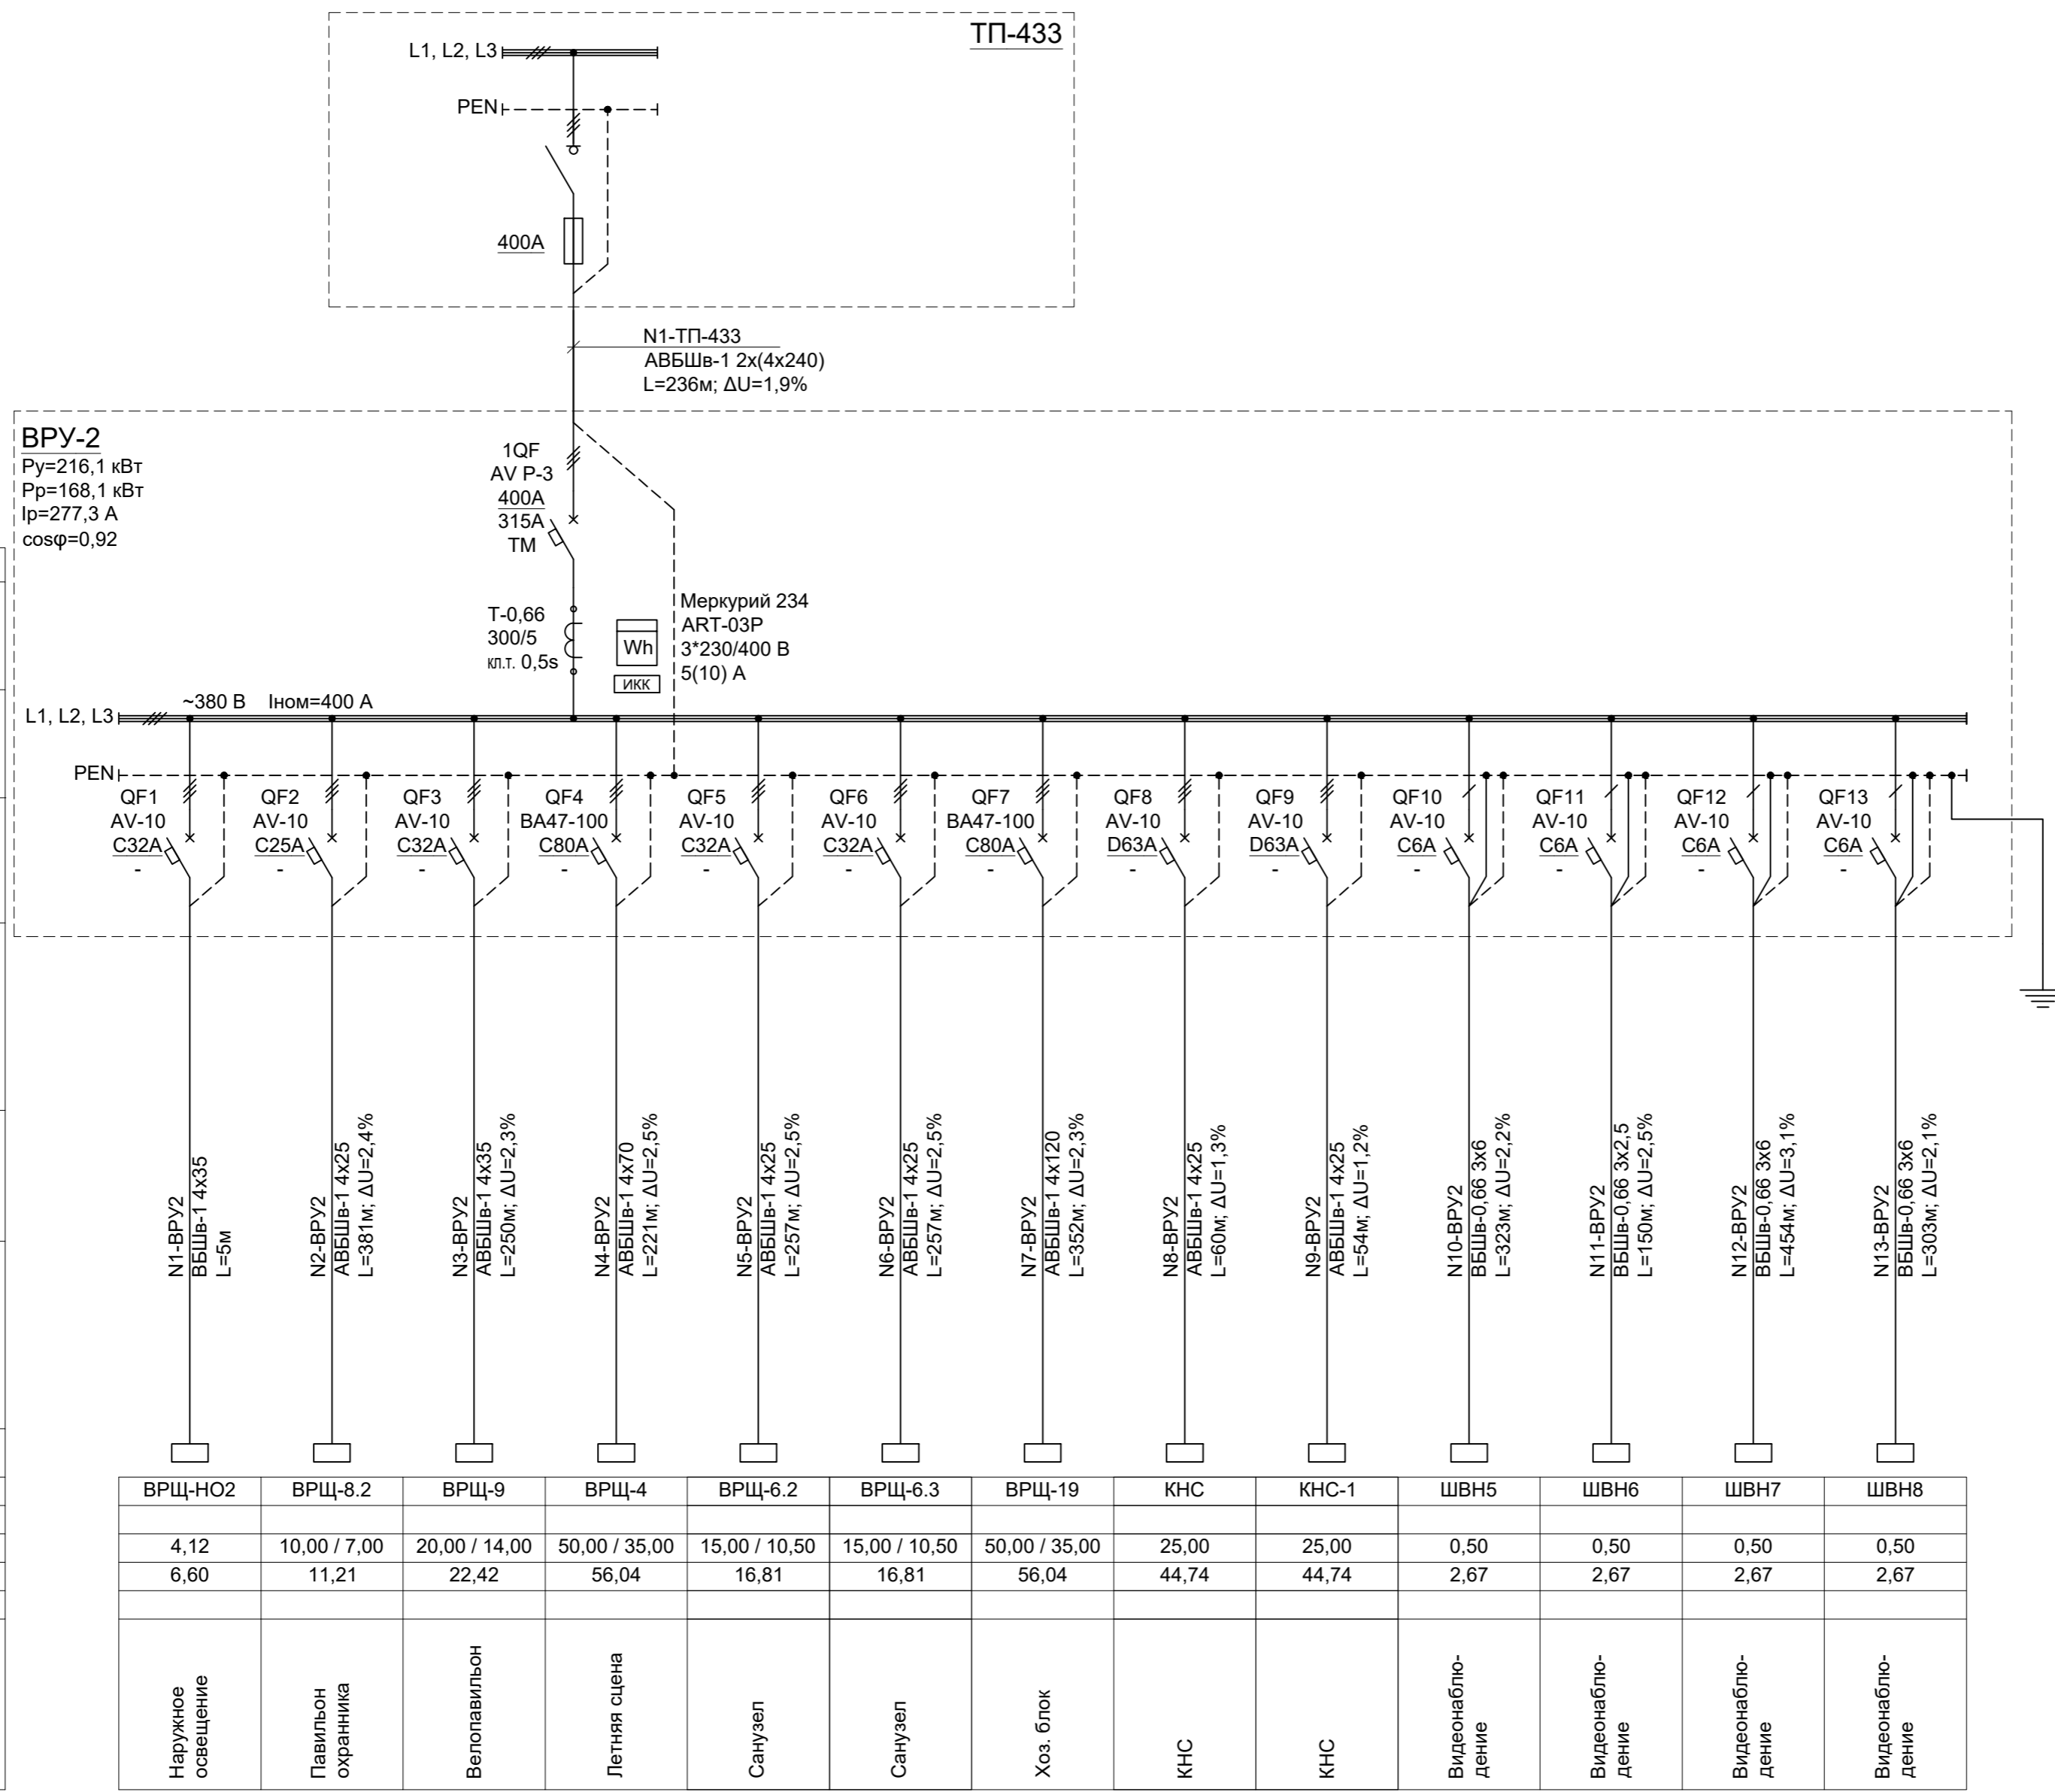 ТП-433
L1, L2, L3
PEN
400А
N1-ТП-433
АВБШв-1 2х(4х240)
L=236м; ΔU=1,9%
ВРУ-2
Ру=216,1 кВт
Рр=168,1 кВт
Iр=277,3 А
cosφ=0,92
1QF
AV P-3
400А
315А
ТМ
Т-0,66
300/5
кл.т. 0,5s
Wh
ИКК
Меркурий 234
ART-03P
3*230/400 В
5(10) А
~380 В Iном=400 А
L1, L2, L3
PEN
QF1
AV-10
C32A
-
QF2
AV-10
C25A
-
QF3
AV-10
C32A
-
QF4
ВА47-100
C80A
-
QF5
AV-10
C32A
-
QF6
AV-10
C32A
-
QF7
ВА47-100
C80A
-
QF8
AV-10
D63A
-
QF9
AV-10
D63A
-
QF10
AV-10
C6A
-
QF11
AV-10
C6A
-
QF12
AV-10
C6A
-
QF13
AV-10
C6A
-
N1-ВРУ2
ВБШв-1 4х35
L=5м
N2-ВРУ2
АВБШв-1 4х25
L=381м; ΔU=2,4%
N3-ВРУ2
АВБШв-1 4х35
L=250м; ΔU=2,3%
N4-ВРУ2
АВБШв-1 4х70
L=221м; ΔU=2,5%
N5-ВРУ2
АВБШв-1 4х25
L=257м; ΔU=2,5%
N6-ВРУ2
АВБШв-1 4х25
L=257м; ΔU=2,5%
N7-ВРУ2
АВБШв-1 4х120
L=352м; ΔU=2,3%
N8-ВРУ2
АВБШв-1 4х25
L=60м; ΔU=1,3%
N9-ВРУ2
АВБШв-1 4х25
L=54м; ΔU=1,2%
N10-ВРУ2
ВБШв-0,66 3х6
L=323м; ΔU=2,2%
N11-ВРУ2
ВБШв-0,66 3х2,5
L=150м; ΔU=2,5%
N12-ВРУ2
ВБШв-0,66 3х6
L=454м; ΔU=3,1%
N13-ВРУ2
ВБШв-0,66 3х6
L=303м; ΔU=2,1%
ВРЩ-НО2 ВРЩ-8.2 ВРЩ-9 ВРЩ-4 ВРЩ-6.2 ВРЩ-6.3 ВРЩ-19 КНС КНС-1 ШВН5 ШВН6 ШВН7 ШВН8
4,12 10,00 / 7,00 20,00 / 14,00 50,00 / 35,00 15,00 / 10,50 15,00 / 10,50 50,00 / 35,00 25,00 25,00 0,50 0,50 0,50 0,50
6,60 11,21 22,42 56,04 16,81 16,81 56,04 44,74 44,74 2,67 2,67 2,67 2,67
Наружное
освещение
Павильон
охранника
Велопавильон
Летняя сцена
Санузел
Санузел
Хоз. блок
КНС
КНС
Видеонаблю-
дение
Видеонаблю-
дение
Видеонаблю-
дение
Видеонаблю-
дение